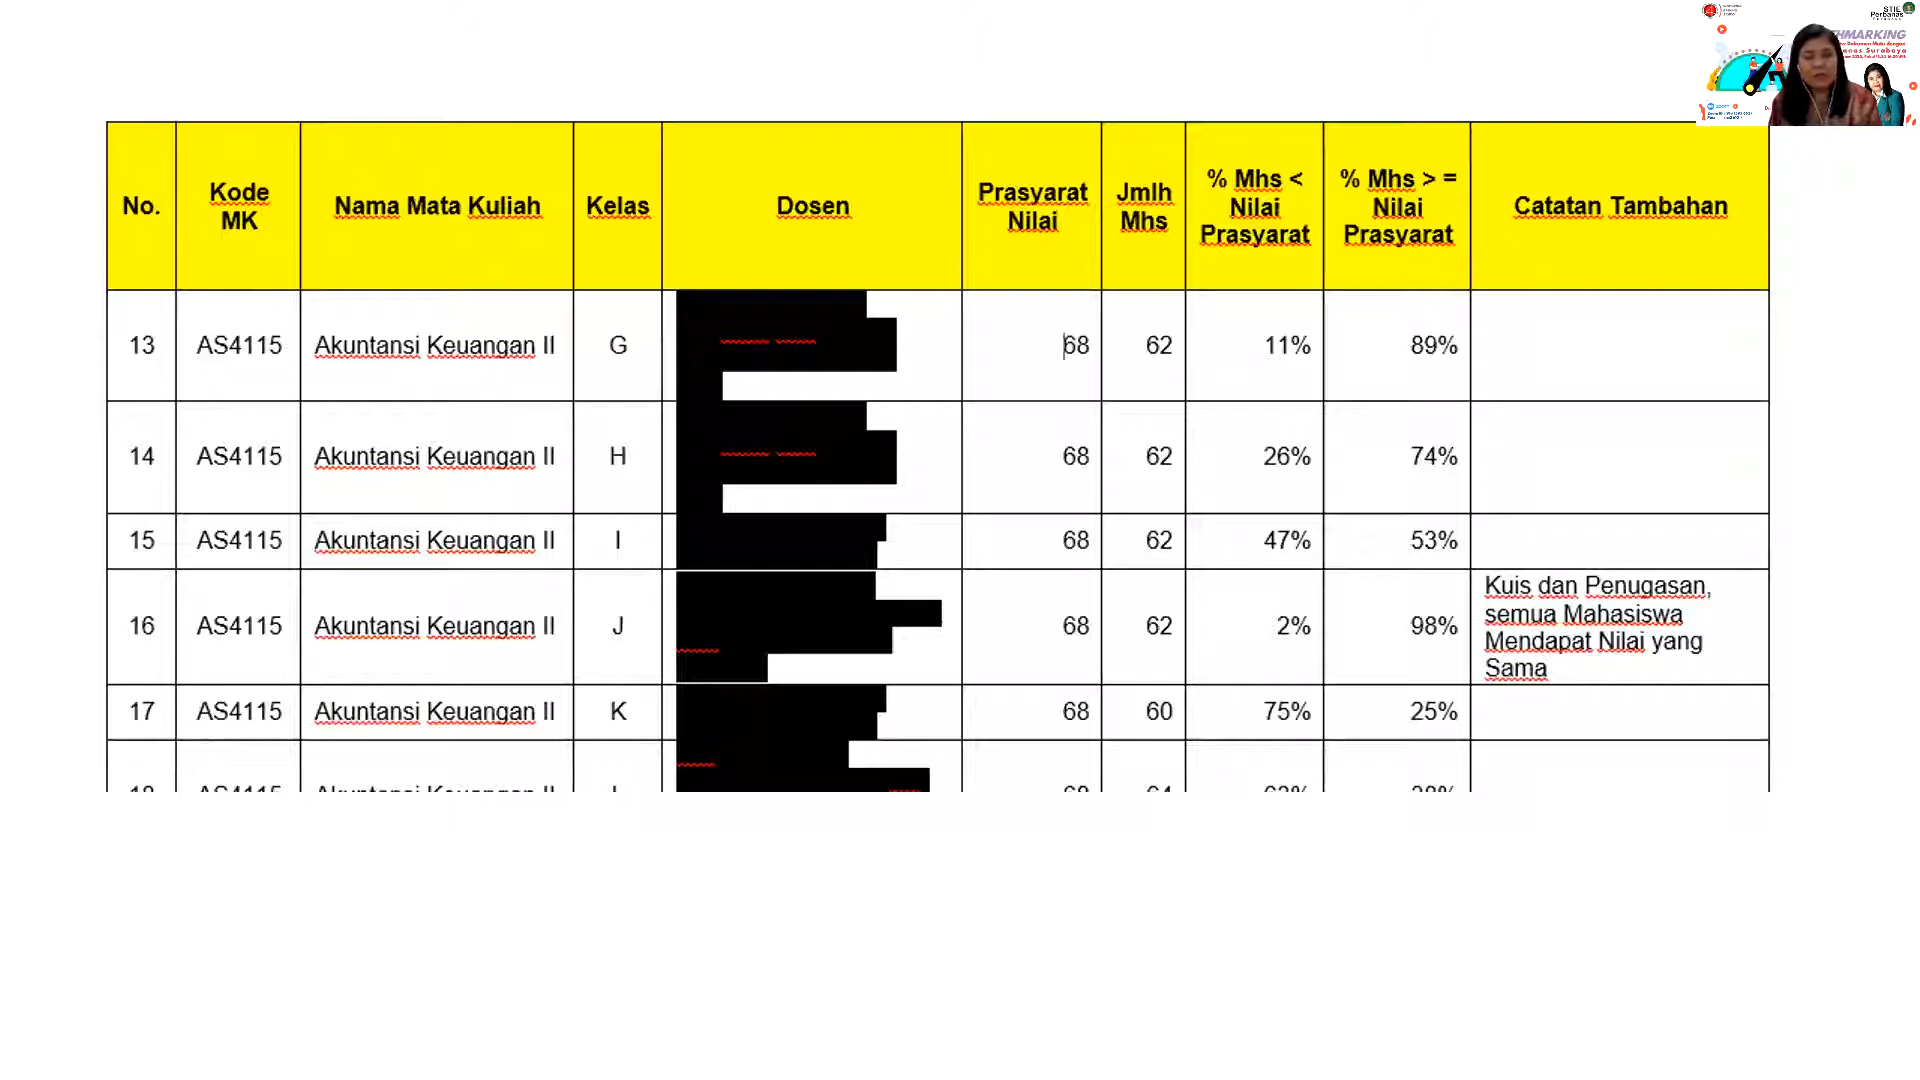 STIE
Perbanas
HMARKING
No.
Kode
MK
Nama Mata Kuliah
Kelas
Dosen
Prasyarat
Nilai
Jmlh
Mhs
% Mhs <
Nilai
Prasyarat
% Mhs > =
Nilai
Prasyarat
Catatan Tambahan
13 AS4115 Akuntansi Keuangan II G 68 62 11% 89%
14 AS4115 Akuntansi Keuangan II H 68 62 26% 74%
15 AS4115 Akuntansi Keuangan II I 68 62 47% 53%
16 AS4115 Akuntansi Keuangan II J 68 62 2% 98%
Kuis dan Penugasan,
semua Mahasiswa
Mendapat Nilai yang
Sama
17 AS4115 Akuntansi Keuangan II K 68 60 75% 25%